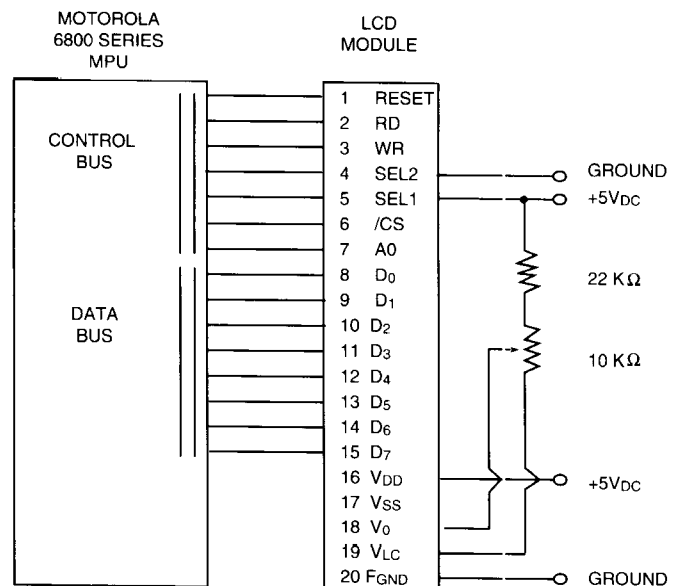 MOTOROLA
6800 SERIES
MPU
LCD
MODULE
CONTROL
BUS
DATA
BUS
1 RESET
2 RD
3 WR
4 SEL2
5 SEL1
6 /CS
7 A0
8 D0
9 D1
10 D2
11 D3
12 D4
13 D5
14 D6
15 D7
16 VDD
17 VSS
18 V0
19 VLC
20 FGND
GROUND
+5VDC
22 KΩ
10 KΩ
+5VDC
GROUND